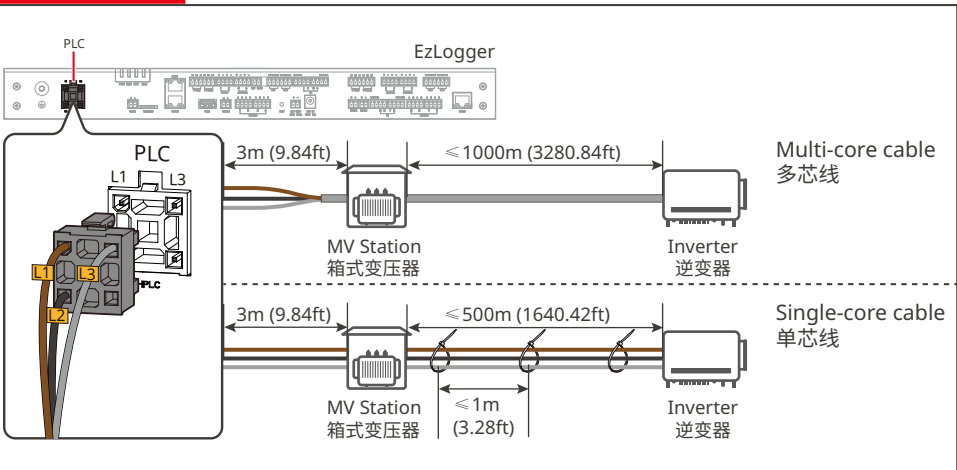 PLC
EzLogger
PLC
L1
L3
L1
L3
L2
HPLC
3m (9.84ft)
≤1000m (3280.84ft)
Multi-core cable
多芯线
MV Station
箱式变压器
Inverter
逆变器
3m (9.84ft)
≤500m (1640.42ft)
Single-core cable
单芯线
≤1m
(3.28ft)
MV Station
箱式变压器
Inverter
逆变器